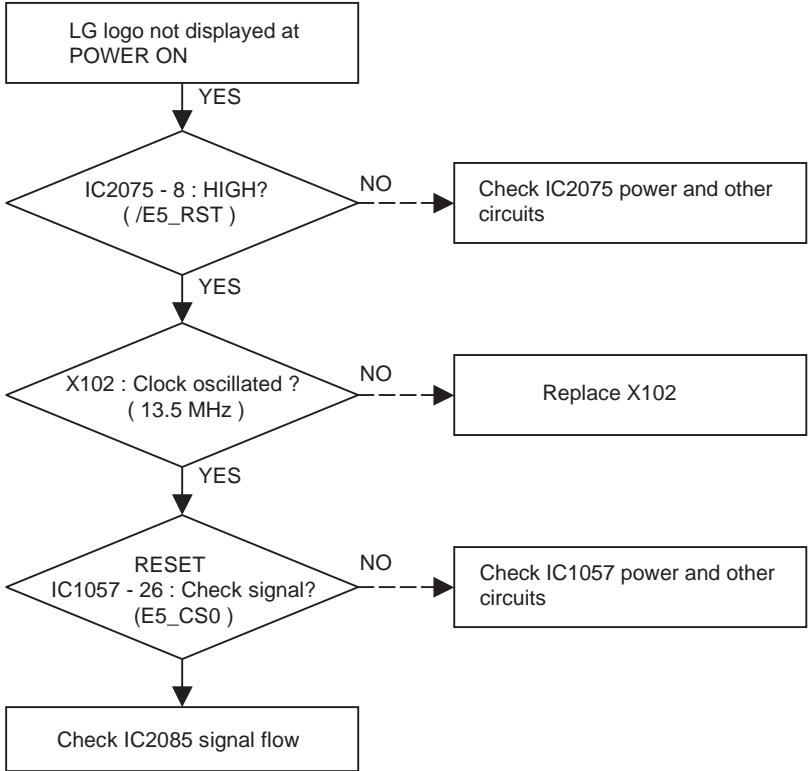 LG logo not displayed at
POWER ON
YES
IC2075 - 8 : HIGH?
( /E5_RST )
NO
Check IC2075 power and other
circuits
YES
X102 : Clock oscillated ?
( 13.5 MHz )
NO
Replace X102
YES
RESET
IC1057 - 26 : Check signal?
(E5_CS0 )
NO
Check IC1057 power and other
circuits
Check IC2085 signal flow